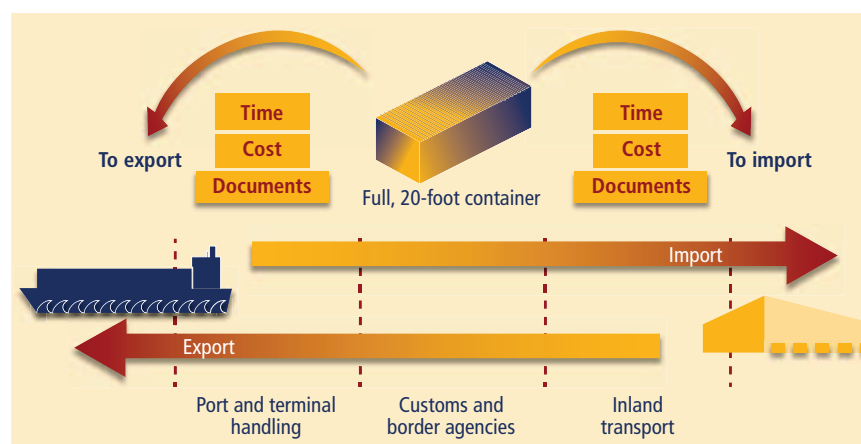 Time
Time
Cost
Cost
To export
To import
Documents
Documents
Full, 20-foot container
Import
Export
Port and terminal
handling
Customs and
border agencies
Inland
transport